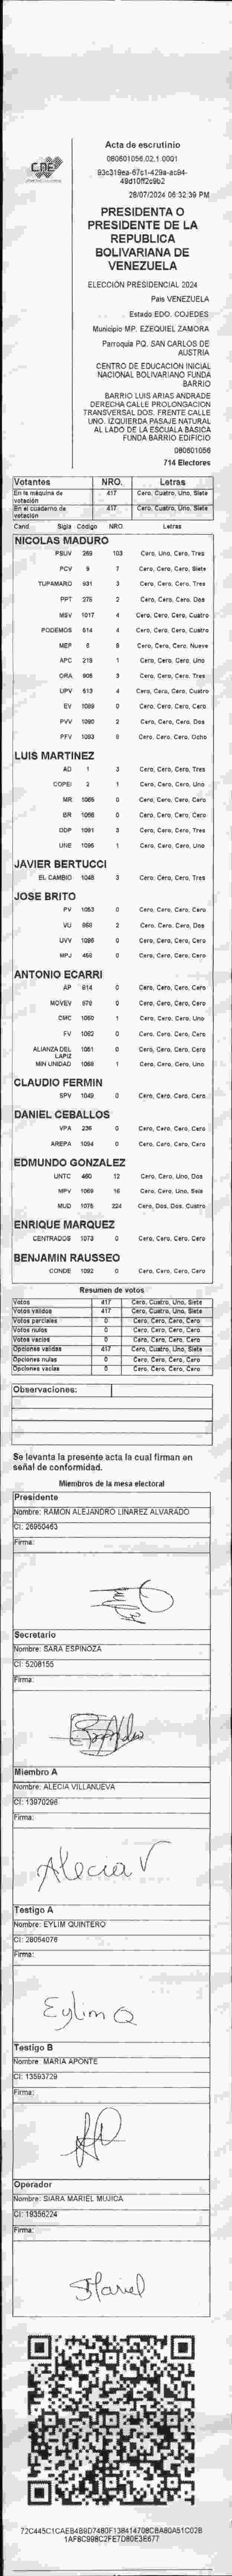 CNE
Acta de escrutinio
080601056.02.1.0001
28/07/2024 06:32:39 PM
PRESIDENTA O
PRESIDENTE DE LA
REPUBLICA
BOLIVARIANA DE
VENEZUELA
ELECCIÓN PRESIDENCIAL 2024
País VENEZUELA
Estado EDO. COJEDES
Municipio MP. EZEQUIEL ZAMORA
Parroquia PQ. SAN CARLOS DE
AUSTRIA
CENTRO DE EDUCACION INICIAL
NACIONAL BOLIVARIANO FUNDA
BARRIO
BARRIO LUIS ARIAS ANDRADE
DERECHA CALLE PROLONGACION
TRANSVERSAL DOS. FRENTE CALLE
UNO. IZQUIERDA PASAJE NATURAL
AL LADO DE LA ESCUALA BASICA
FUNDA BARRIO EDIFICIO
080601056
714 Electores
Votantes NRO. Letras
En la máquina de votación 417 Cero, Cuatro, Uno, Siete
En el cuaderno de votación 417 Cero, Cuatro, Uno, Siete
Cand Sigla Código NRO. Letras
NICOLAS MADURO
PSUV 269 103 Cero, Uno, Cero, Tres
PCV 9 7 Cero, Cero, Cero, Siete
TUPAMARO 931 3 Cero, Cero, Cero, Tres
PPT 275 2 Cero, Cero, Cero, Dos
MSV 1017 4 Cero, Cero, Cero, Cuatro
PODEMOS 614 4 Cero, Cero, Cero, Cuatro
MEP 6 9 Cero, Cero, Cero, Nueve
APC 219 1 Cero, Cero, Cero, Uno
ORA 906 3 Cero, Cero, Cero, Tres
UPV 613 4 Cero, Cero, Cero, Cuatro
EV 1089 0 Cero, Cero, Cero, Cero
PVV 1090 2 Cero, Cero, Cero, Dos
PFV 1093 8 Cero, Cero, Cero, Ocho
LUIS MARTINEZ
AD 1 3 Cero, Cero, Cero, Tres
COPEI 2 1 Cero, Cero, Cero, Uno
MR 1066 0 Cero, Cero, Cero, Cero
BR 1068 0 Cero, Cero, Cero, Cero
DDP 1091 3 Cero, Cero, Cero, Tres
UNE 1095 1 Cero, Cero, Cero, Uno
JAVIER BERTUCCI
EL CAMBIO 1048 3 Cero, Cero, Cero, Tres
JOSE BRITO
PV 1053 0 Cero, Cero, Cero, Cero
VU 868 2 Cero, Cero, Cero, Dos
UVV 1096 0 Cero, Cero, Cero, Cero
MPJ 458 0 Cero, Cero, Cero, Cero
ANTONIO ECARRI
AP 914 0 Cero, Cero, Cero, Cero
MOVEV 978 0 Cero, Cero, Cero, Cero
CMC 1050 1 Cero, Cero, Cero, Uno
FV 1062 0 Cero, Cero, Cero, Cero
ALIANZA DEL LAPIZ 1051 0 Cero, Cero, Cero, Cero
MIN UNIDAD 1068 1 Cero, Cero, Cero, Uno
CLAUDIO FERMIN
SPV 1049 0 Cero, Cero, Cero, Cero
DANIEL CEBALLOS
VPA 236 0 Cero, Cero, Cero, Cero
AREPA 1094 0 Cero, Cero, Cero, Cero
EDMUNDO GONZALEZ
UNTC 460 12 Cero, Cero, Uno, Dos
MPV 1069 16 Cero, Cero, Uno, Seis
MUD 1075 224 Cero, Dos, Dos, Cuatro
ENRIQUE MARQUEZ
CENTRADOS 1073 0 Cero, Cero, Cero, Cero
BENJAMIN RAUSSEO
CONDE 1092 0 Cero, Cero, Cero, Cero
Resumen de votos
Votos 417 Cero, Cuatro, Uno, Siete
Votos válidos 417 Cero, Cuatro, Uno, Siete
Votos parciales 0 Cero, Cero, Cero, Cero
Votos nulos 0 Cero, Cero, Cero, Cero
Votos vacíos 0 Cero, Cero, Cero, Cero
Opciones válidas 417 Cero, Cuatro, Uno, Siete
Opciones nulas 0 Cero, Cero, Cero, Cero
Opciones vacías 0 Cero, Cero, Cero, Cero
Observaciones:
Se levanta la presente acta la cual firman en
señal de conformidad.
Miembros de la mesa electoral
Presidente
Nombre: RAMON ALEJANDRO LINAREZ ALVARADO
CI: 26950463
Firma:
Secretario
Nombre: SARA ESPINOZA
CI: 5208155
Firma:
Miembro A
Nombre: ALECIA VILLANUEVA
CI: 13970296
Firma:
Alecia V
Testigo A
Nombre: EYLIM QUINTERO
CI: 28054076
Firma:
Eylim Q
Testigo B
Nombre: MARIA APONTE
CI: 13593729
Firma:
Operador
Nombre: SIARA MARIEL MUJICA
CI: 19356224
Firma: